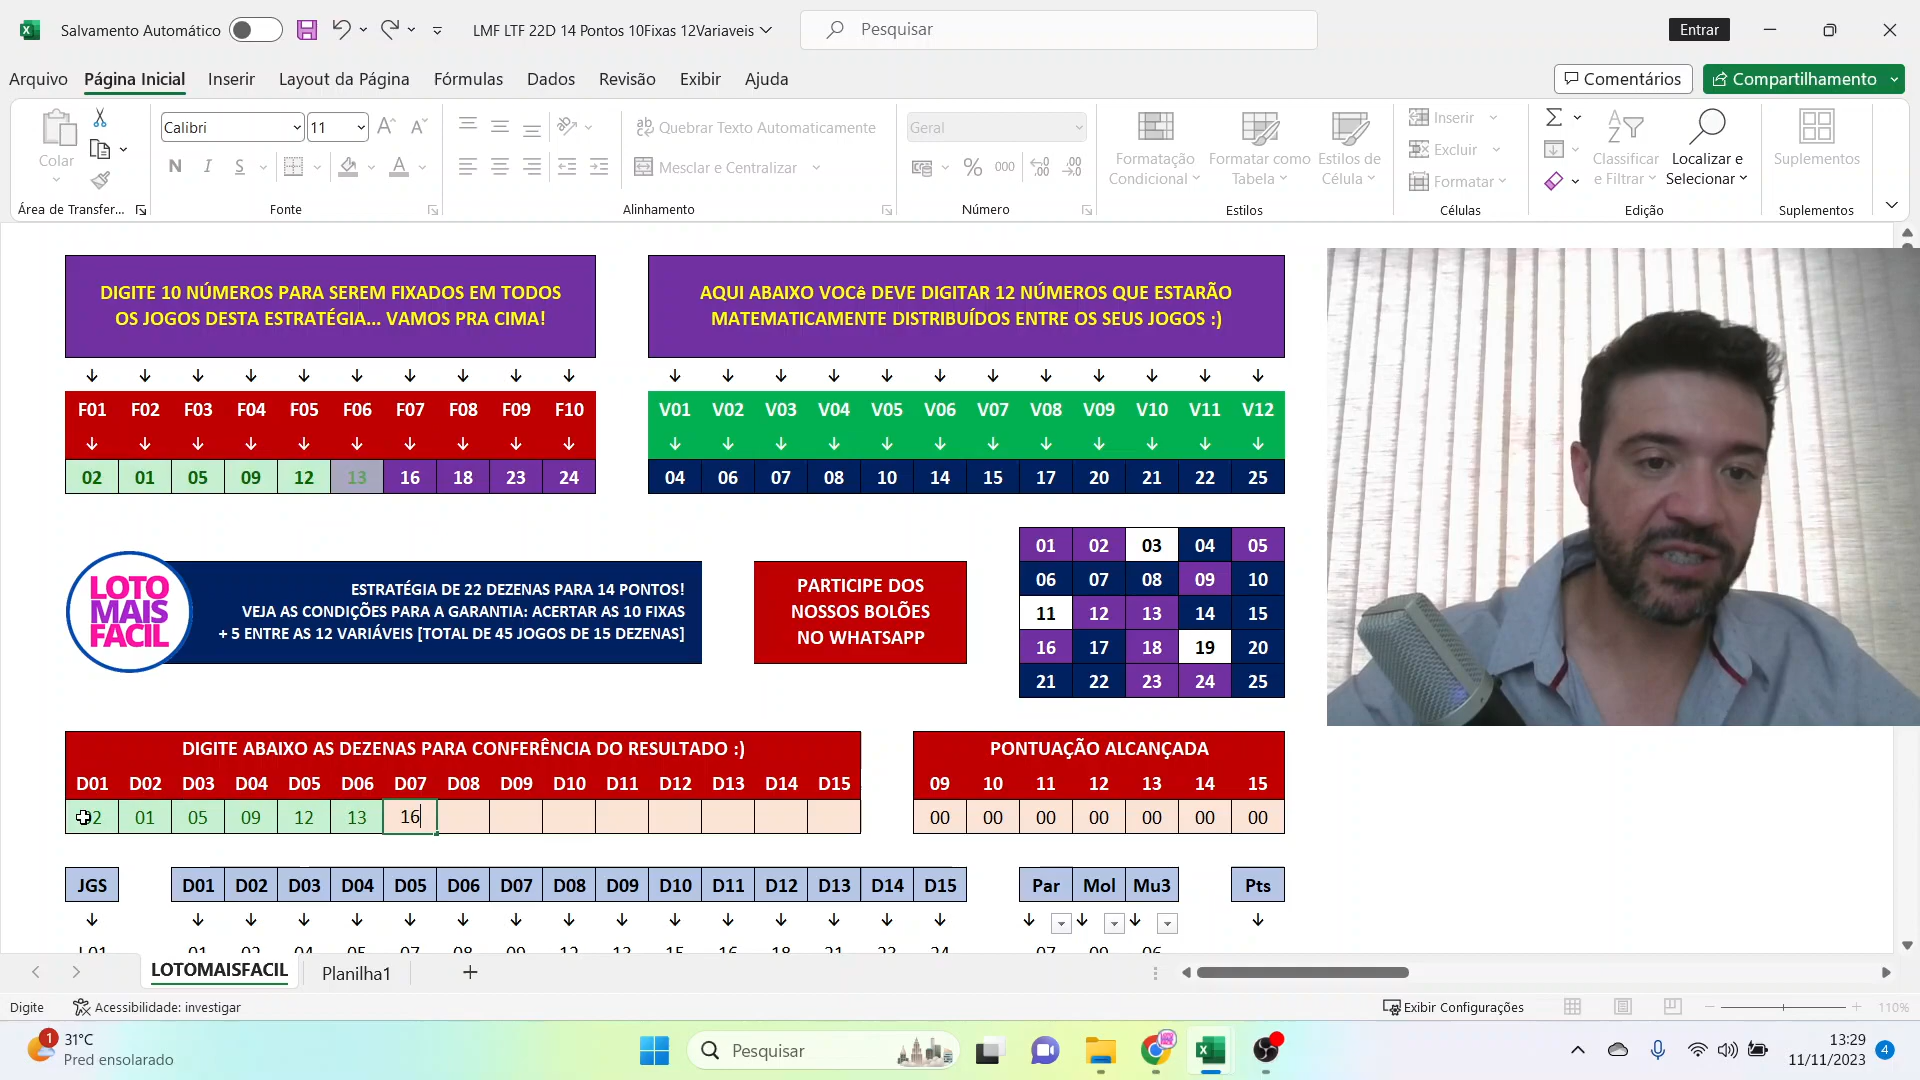 Salvamento Automático
LMF LTF 22D 14 Pontos 10Fixas 12Variaveis
Pesquisar
Entrar
Arquivo Página Inicial Inserir Layout da Página Fórmulas Dados Revisão Exibir Ajuda
Comentários Compartilhamento
Colar
Área de Transfer...
Calibri 11
N I S
Fonte
Quebrar Texto Automaticamente
Mesclar e Centralizar
Alinhamento
Geral
% 000
Número
Formatação Condicional
Formatar como Tabela
Estilos de Célula
Estilos
Inserir
Excluir
Formatar
Células
Classificar e Filtrar
Localizar e Selecionar
Edição
Suplementos
Suplementos
DIGITE 10 NÚMEROS PARA SEREM FIXADOS EM TODOS
OS JOGOS DESTA ESTRATÉGIA... VAMOS PRA CIMA!
AQUI ABAIXO VOCê DEVE DIGITAR 12 NÚMEROS QUE ESTARÃO
MATEMATICAMENTE DISTRIBUÍDOS ENTRE OS SEUS JOGOS :)
F01 F02 F03 F04 F05 F06 F07 F08 F09 F10
02 01 05 09 12 13 16 18 23 24
V01 V02 V03 V04 V05 V06 V07 V08 V09 V10 V11 V12
04 06 07 08 10 14 15 17 20 21 22 25
LOTO
MAIS
FACIL
ESTRATÉGIA DE 22 DEZENAS PARA 14 PONTOS!
VEJA AS CONDIÇÕES PARA A GARANTIA: ACERTAR AS 10 FIXAS
+ 5 ENTRE AS 12 VARIÁVEIS [TOTAL DE 45 JOGOS DE 15 DEZENAS]
PARTICIPE DOS
NOSSOS BOLÕES
NO WHATSAPP
01 02 03 04 05
06 07 08 09 10
11 12 13 14 15
16 17 18 19 20
21 22 23 24 25
DIGITE ABAIXO AS DEZENAS PARA CONFERÊNCIA DO RESULTADO :)
D01 D02 D03 D04 D05 D06 D07 D08 D09 D10 D11 D12 D13 D14 D15
02 01 05 09 12 13 16
PONTUAÇÃO ALCANÇADA
09 10 11 12 13 14 15
00 00 00 00 00 00 00
JGS D01 D02 D03 D04 D05 D06 D07 D08 D09 D10 D11 D12 D13 D14 D15 Par Mol Mu3 Pts
LOTOMAISFACIL Planilha1
Digite Acessibilidade: investigar
Exibir Configurações
110%
1
31°C
Pred ensolarado
Pesquisar
13:29
11/11/2023
4